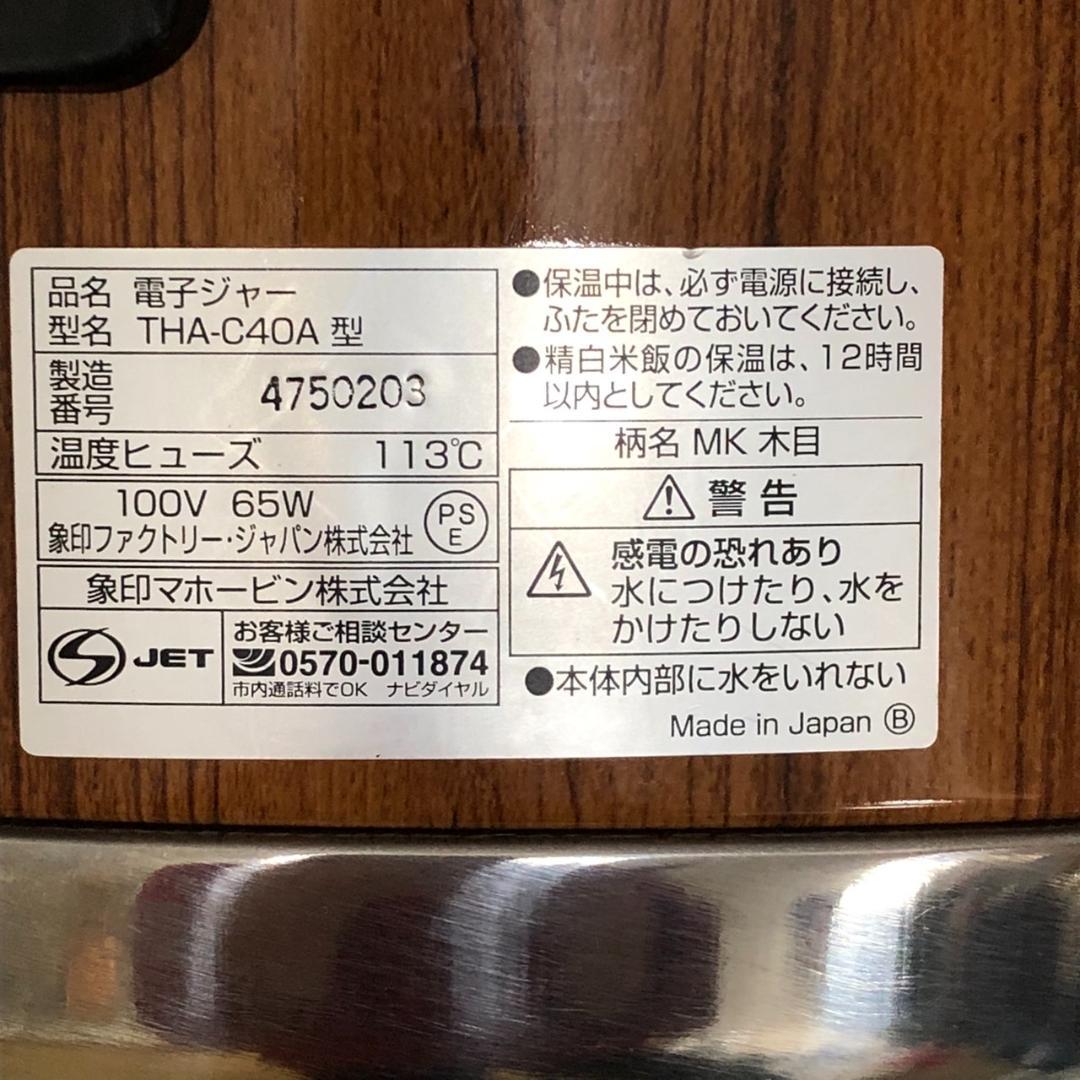 品名 電子ジャー
型名 THA-C40A 型
製造番号 4750203
温度ヒューズ 113℃
100V 65W
象印ファクトリー・ジャパン株式会社
PS
E
象印マホービン株式会社
JET
お客様ご相談センター
0570-011874
市内通話料でOK ナビダイヤル
●保温中は、必ず電源に接続し、
ふたを閉めておいてください。
●精白米飯の保温は、12時間
以内としてください。
柄名 MK 木目
警告
感電の恐れあり
水につけたり、水を
かけたりしない
●本体内部に水をいれない
Made in Japan Ⓑ